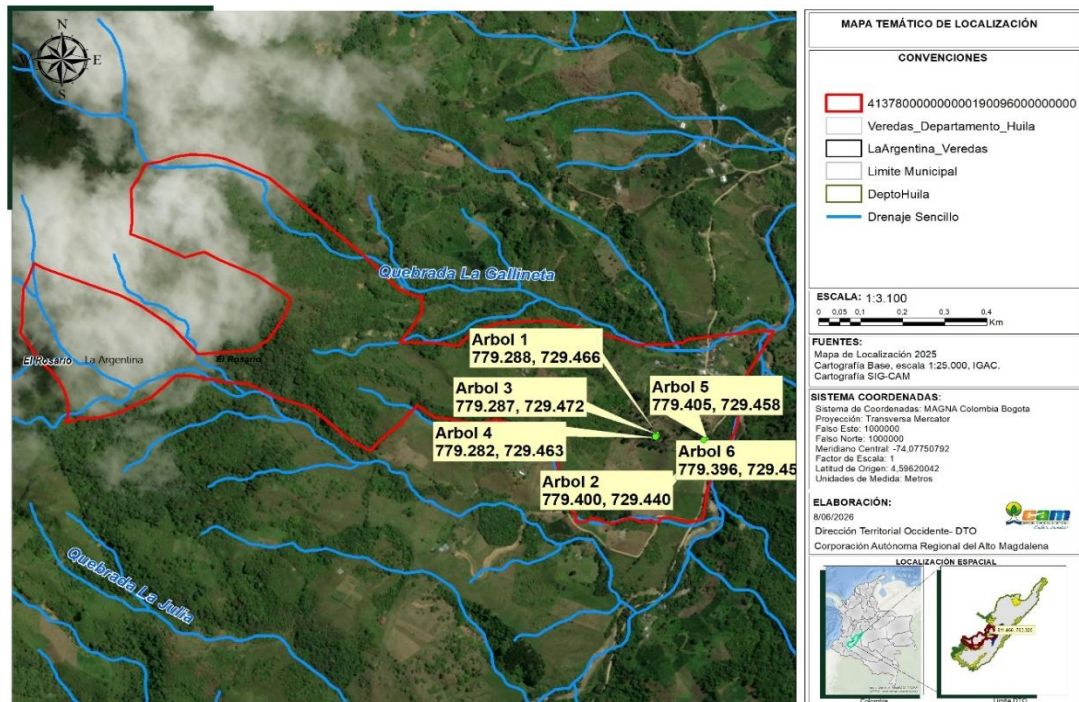 N
E
S
Quebrada La Gallineta
Arbol 1
779.288, 729.466
Arbol 3
779.287, 729.472
Arbol 5
779.405, 729.458
Arbol 4
779.282, 729.463
Arbol 6
779.396, 729.45
Arbol 2
779.400, 729.440
El Rosario
La Argentina
El Rosario
Quebrada La Julia
MAPA TEMÁTICO DE LOCALIZACIÓN
CONVENCIONES
Veredas_Departamento_Huila
LaArgentina_Veredas
Limite Municipal
DeptoHuila
Drenaje Sencillo
ESCALA: 1:3.100
0 0,05 0,1 0,2 0,3 0,4
Km
FUENTES:
Mapa de Localización 2025
Cartografía Base, escala 1:25.000, IGAC.
Cartografía SIG-CAM
SISTEMA COORDENADAS:
Sistema de Coordenadas: MAGNA Colombia Bogota
Proyección: Transversa Mercator
Falso Este: 1000000
Falso Norte: 1000000
Meridiano Central: -74,07750792
Factor de Escala: 1
Latitud de Origen: 4,59620042
Unidades de Medida: Metros
ELABORACIÓN:
8/06/2026
Dirección Territorial Occidente- DTO
Corporación Autónoma Regional del Alto Magdalena
cam
LOCALIZACIÓN ESPACIAL
Colombia
Límite DTO